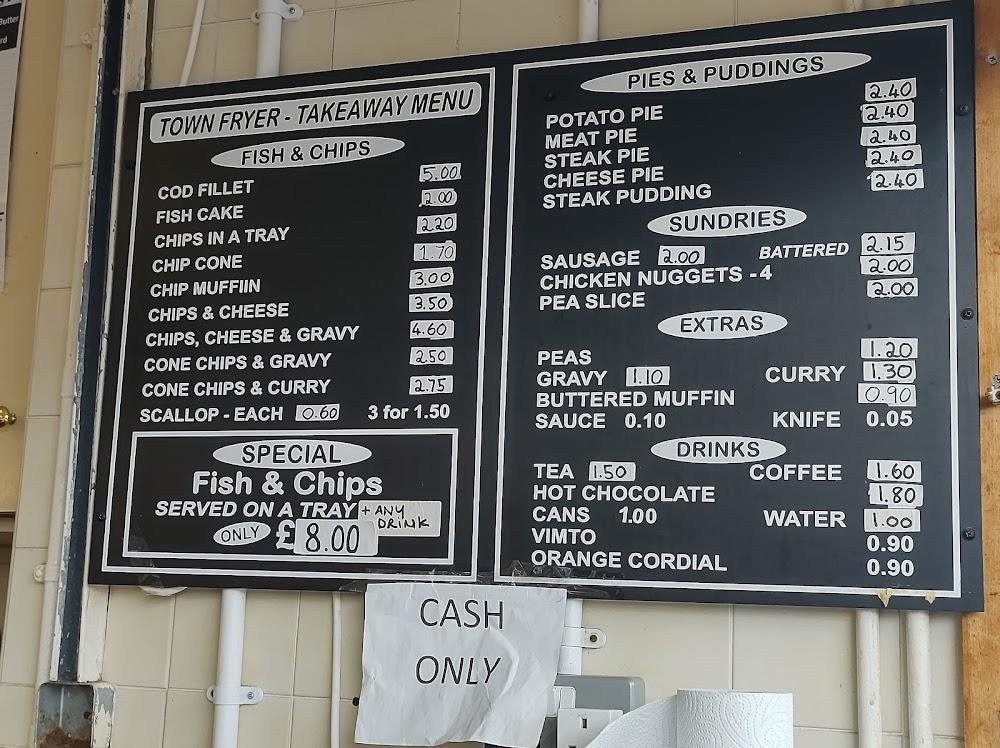 Butter
rd
TOWN FRYER - TAKEAWAY MENU
FISH & CHIPS
COD FILLET 5.00
FISH CAKE 2.00
CHIPS IN A TRAY 2.20
CHIP CONE 1.70
CHIP MUFFIIN 3.00
CHIPS & CHEESE 3.50
CHIPS, CHEESE & GRAVY 4.60
CONE CHIPS & GRAVY 2.50
CONE CHIPS & CURRY 2.75
SCALLOP - EACH 0.60 3 for 1.50
SPECIAL
Fish & Chips
SERVED ON A TRAY + ANY DRINK
ONLY £8.00
PIES & PUDDINGS
POTATO PIE 2.40
MEAT PIE 2.40
STEAK PIE 2.40
CHEESE PIE 2.40
STEAK PUDDING 2.40
SUNDRIES
SAUSAGE 2.00 BATTERED 2.15
CHICKEN NUGGETS - 4 2.00
PEA SLICE 2.00
EXTRAS
PEAS 1.20
GRAVY 1.10 CURRY 1.30
BUTTERED MUFFIN 0.90
SAUCE 0.10 KNIFE 0.05
DRINKS
TEA 1.50 COFFEE 1.60
HOT CHOCOLATE 1.80
CANS 1.00 WATER 1.00
VIMTO 0.90
ORANGE CORDIAL 0.90
CASH
ONLY